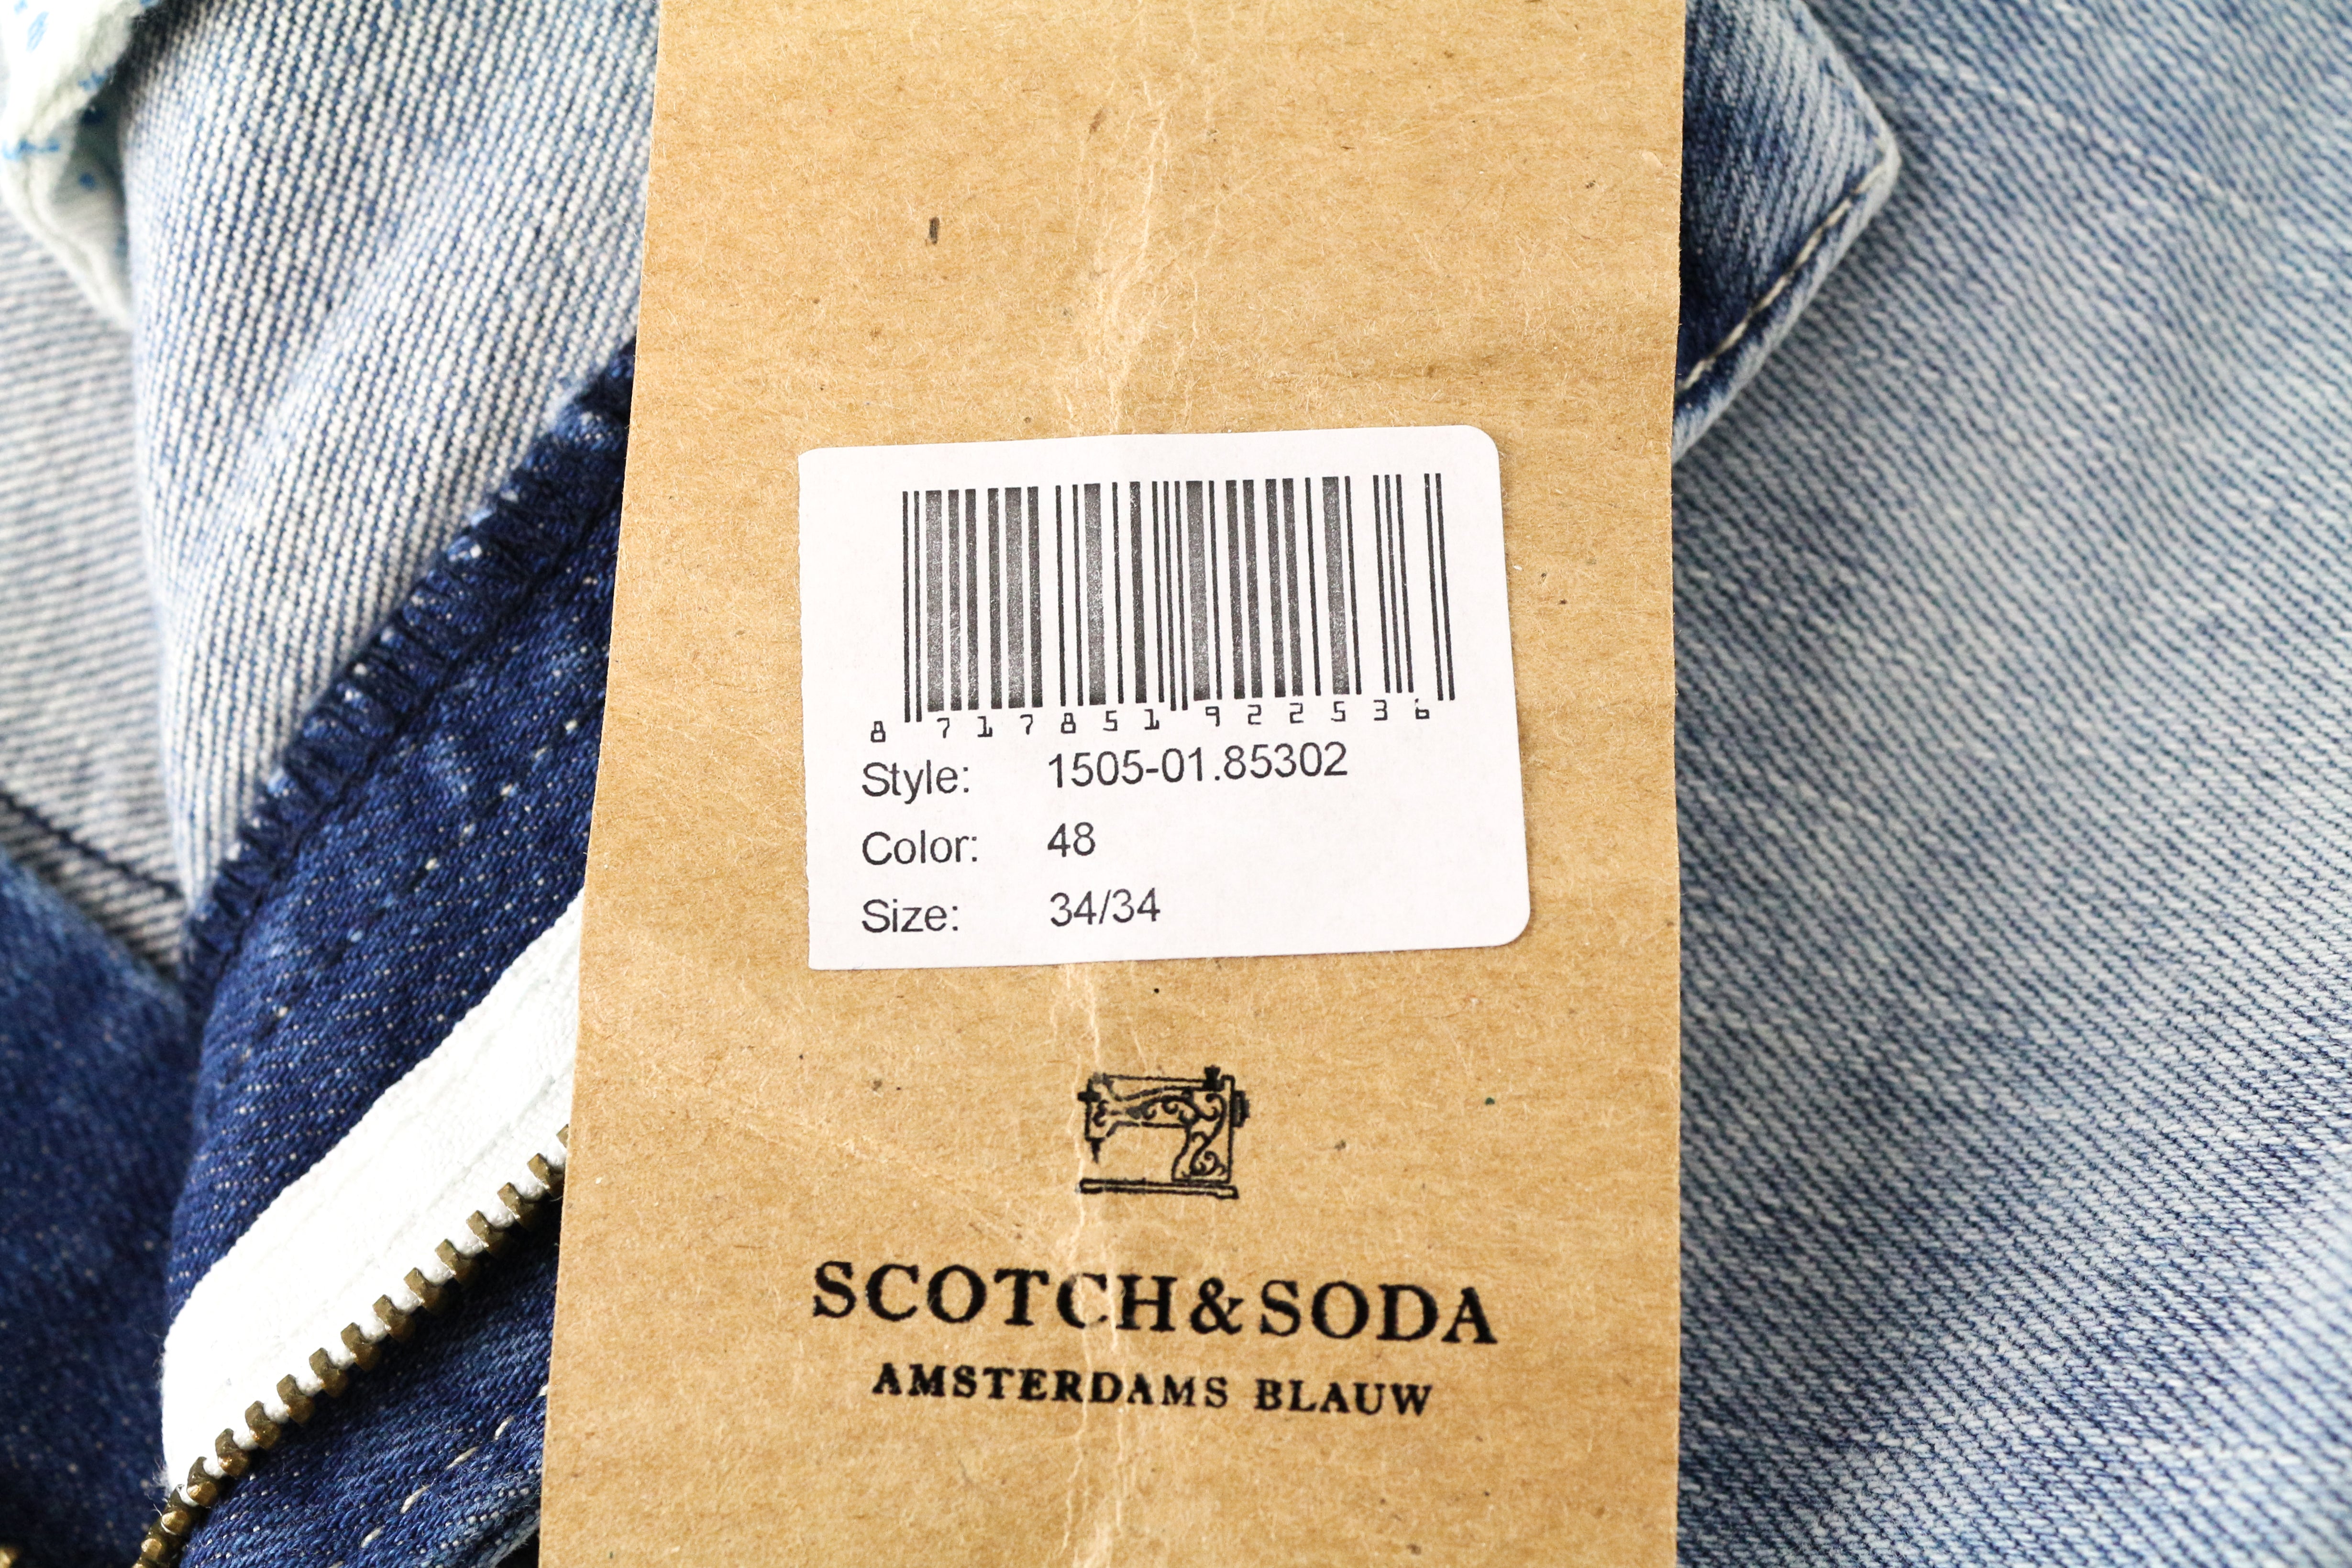 8 717851 922536
Style: 1505-01.85302
Color: 48
Size: 34/34
SCOTCH&SODA
AMSTERDAMS BLAUW